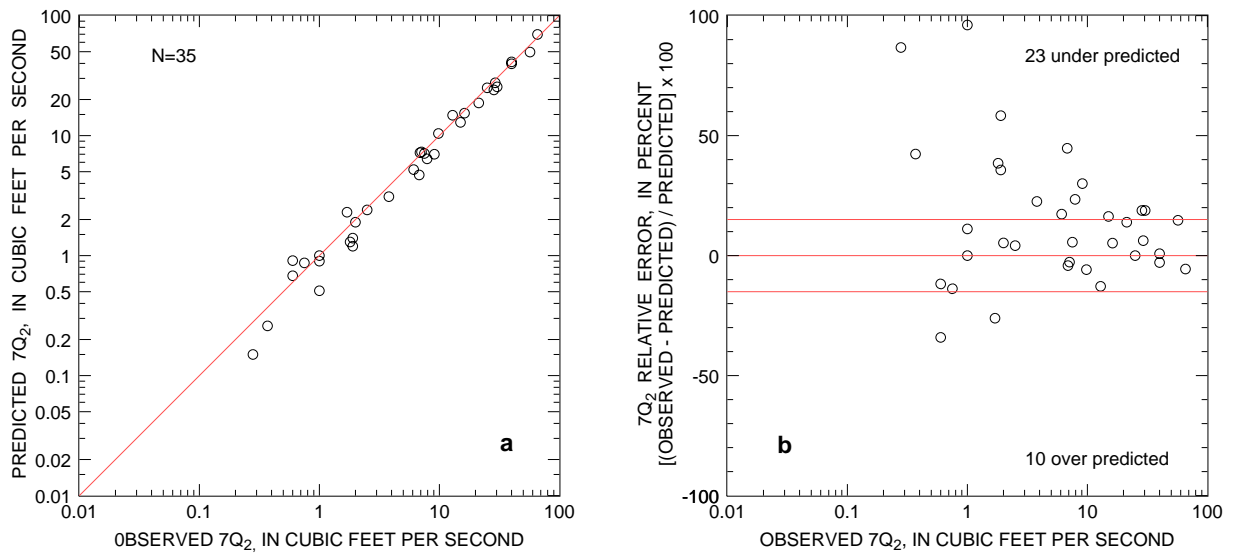 PREDICTED 7Q2, IN CUBIC FEET PER SECOND
100
50
20
10
5
2
1
0.5
0.2
0.1
0.05
0.02
0.01
N=35
a
0.01 0.1 1 10 100
0BSERVED 7Q2, IN CUBIC FEET PER SECOND
7Q2 RELATIVE ERROR, IN PERCENT
[(OBSERVED - PREDICTED) / PREDICTED] x 100
100
50
0
-50
-100
23 under predicted
b
10 over predicted
0.01 0.1 1 10 100
OBSERVED 7Q2, IN CUBIC FEET PER SECOND